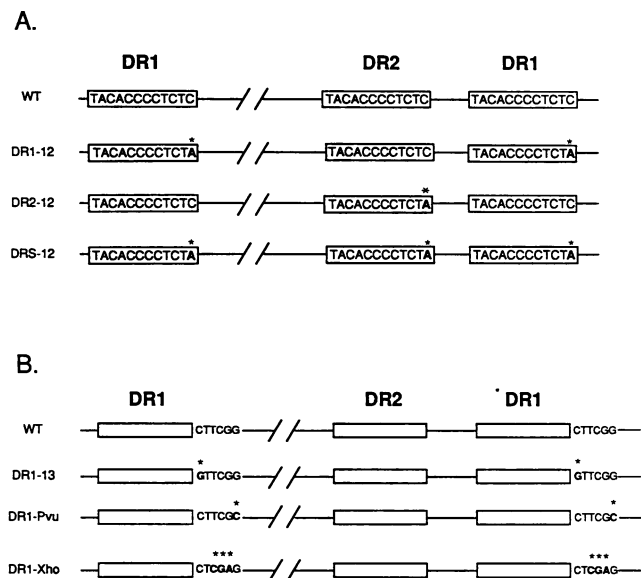 A.
DR1 DR2 DR1
WT TACACCCCTCTC TACACCCCTCTC TACACCCCTCTC
* *
DR1-12 TACACCCCTCTA TACACCCCTCTC TACACCCCTCTA
*
DR2-12 TACACCCCTCTC TACACCCCTCTA TACACCCCTCTC
* * *
DRS-12 TACACCCCTCTA TACACCCCTCTA TACACCCCTCTA
B.
DR1 DR2 DR1
WT CTTCGG CTTCGG
* *
DR1-13 GTTCGG GTTCGG
* *
DR1-Pvu CTTCGC CTTCGC
*** ***
DR1-Xho CTCGAG CTCGAG